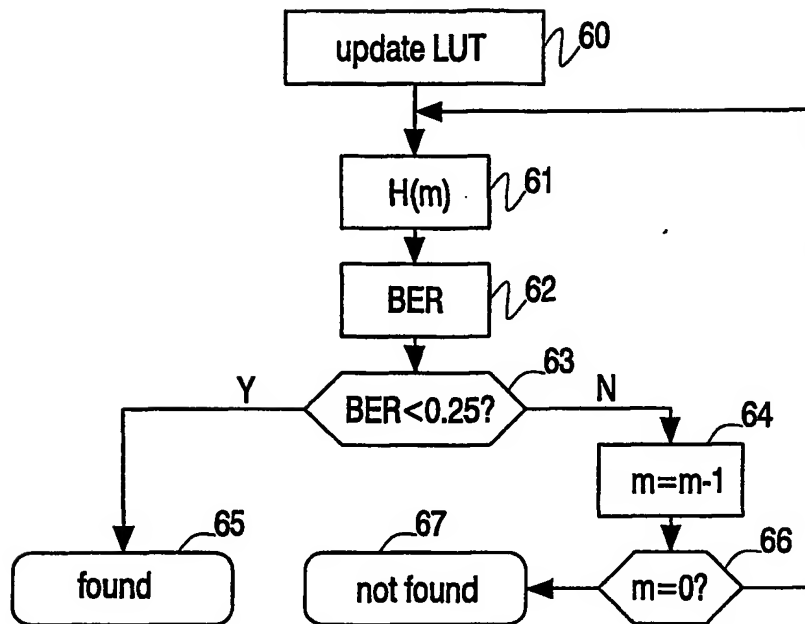 update LUT
60
H(m)
61
BER
62
63
Y
BER<0.25?
N
64
m=m-1
65
67
66
found
not found
m=0?